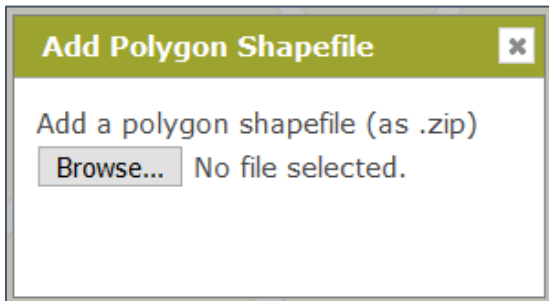 Add Polygon Shapefile
Add a polygon shapefile (as .zip)
Browse... No file selected.